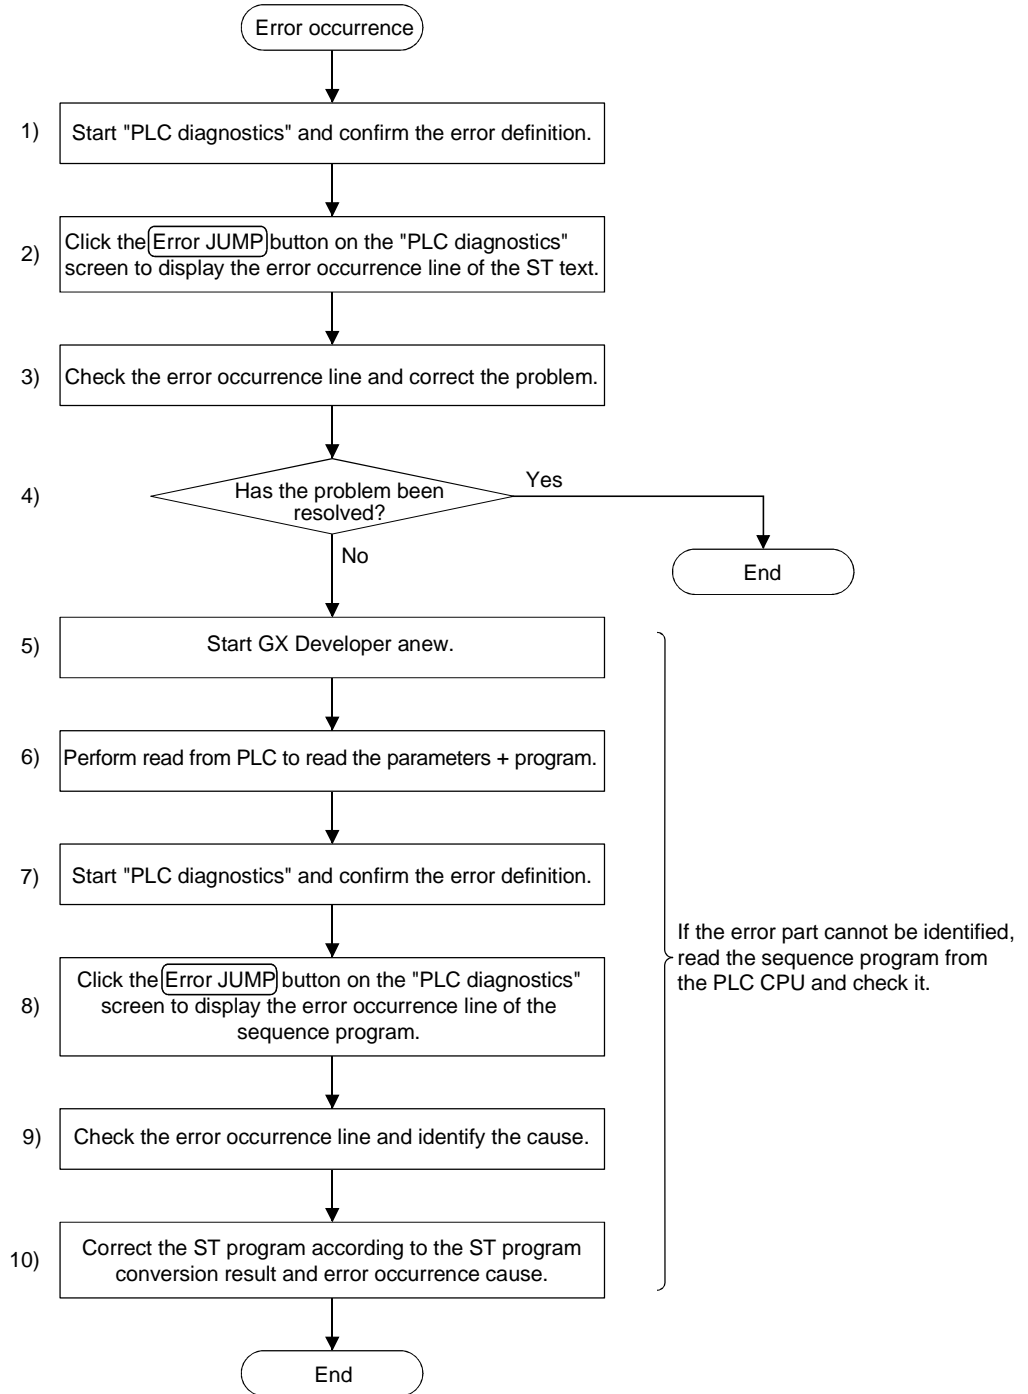 Error occurrence
1)
Start "PLC diagnostics" and confirm the error definition.
2)
Click the Error JUMP button on the "PLC diagnostics"
screen to display the error occurrence line of the ST text.
3)
Check the error occurrence line and correct the problem.
4)
Has the problem been
resolved?
Yes
No
End
5)
Start GX Developer anew.
6)
Perform read from PLC to read the parameters + program.
7)
Start "PLC diagnostics" and confirm the error definition.
8)
Click the Error JUMP button on the "PLC diagnostics"
screen to display the error occurrence line of the
sequence program.
9)
Check the error occurrence line and identify the cause.
10)
Correct the ST program according to the ST program
conversion result and error occurrence cause.
If the error part cannot be identified,
read the sequence program from
the PLC CPU and check it.
End